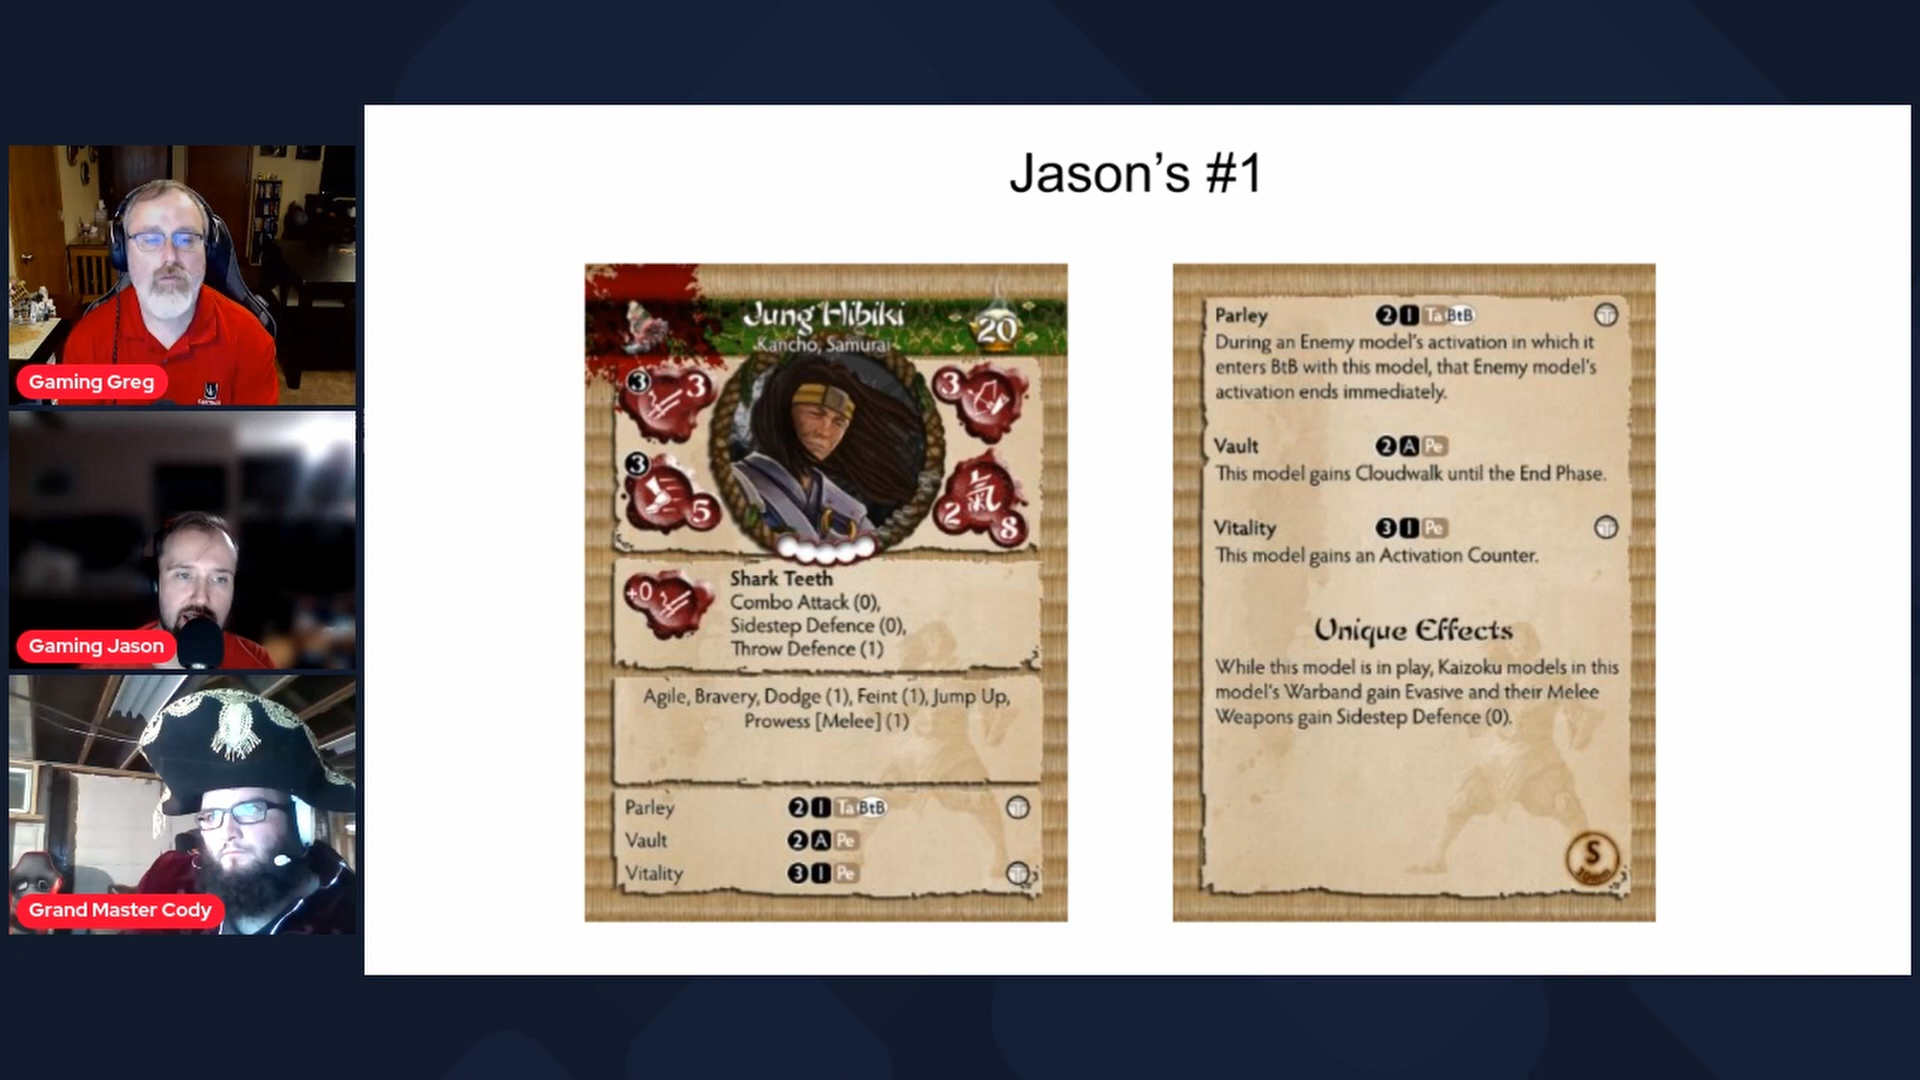 Jason's #1
Gaming Greg
Gaming Jason
Grand Master Cody
Jung Hibiki
Kancho, Samurai
20
3 3
3
3 5
氣
2 8
+0
Shark Teeth
Combo Attack (0),
Sidestep Defence (0),
Throw Defence (1)
Agile, Bravery, Dodge (1), Feint (1), Jump Up,
Prowess [Melee] (1)
Parley 2 I Ta BtB
Vault 2 A Pe
Vitality 3 I Pe
Parley 2 I Ta BtB
During an Enemy model's activation in which it
enters BtB with this model, that Enemy model's
activation ends immediately.
Vault 2 A Pe
This model gains Cloudwalk until the End Phase.
Vitality 3 I Pe
This model gains an Activation Counter.
Unique Effects
While this model is in play, Kaizoku models in this
model's Warband gain Evasive and their Melee
Weapons gain Sidestep Defence (0).
S
30mm